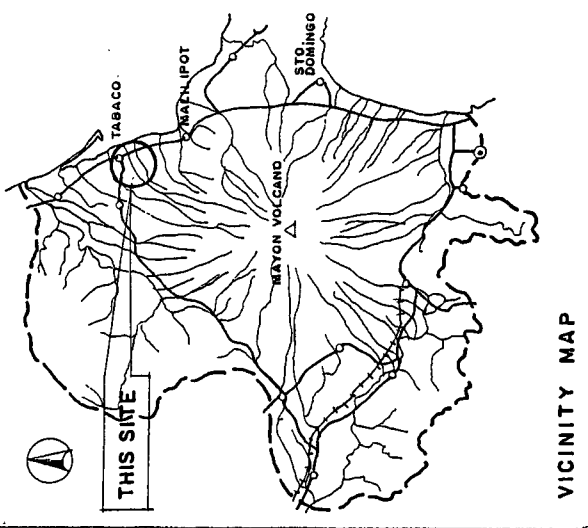 TABACO
MALILIPOT
STO.
DOMINGO
MAYON VOLCANO
THIS SITE
VICINITY MAP